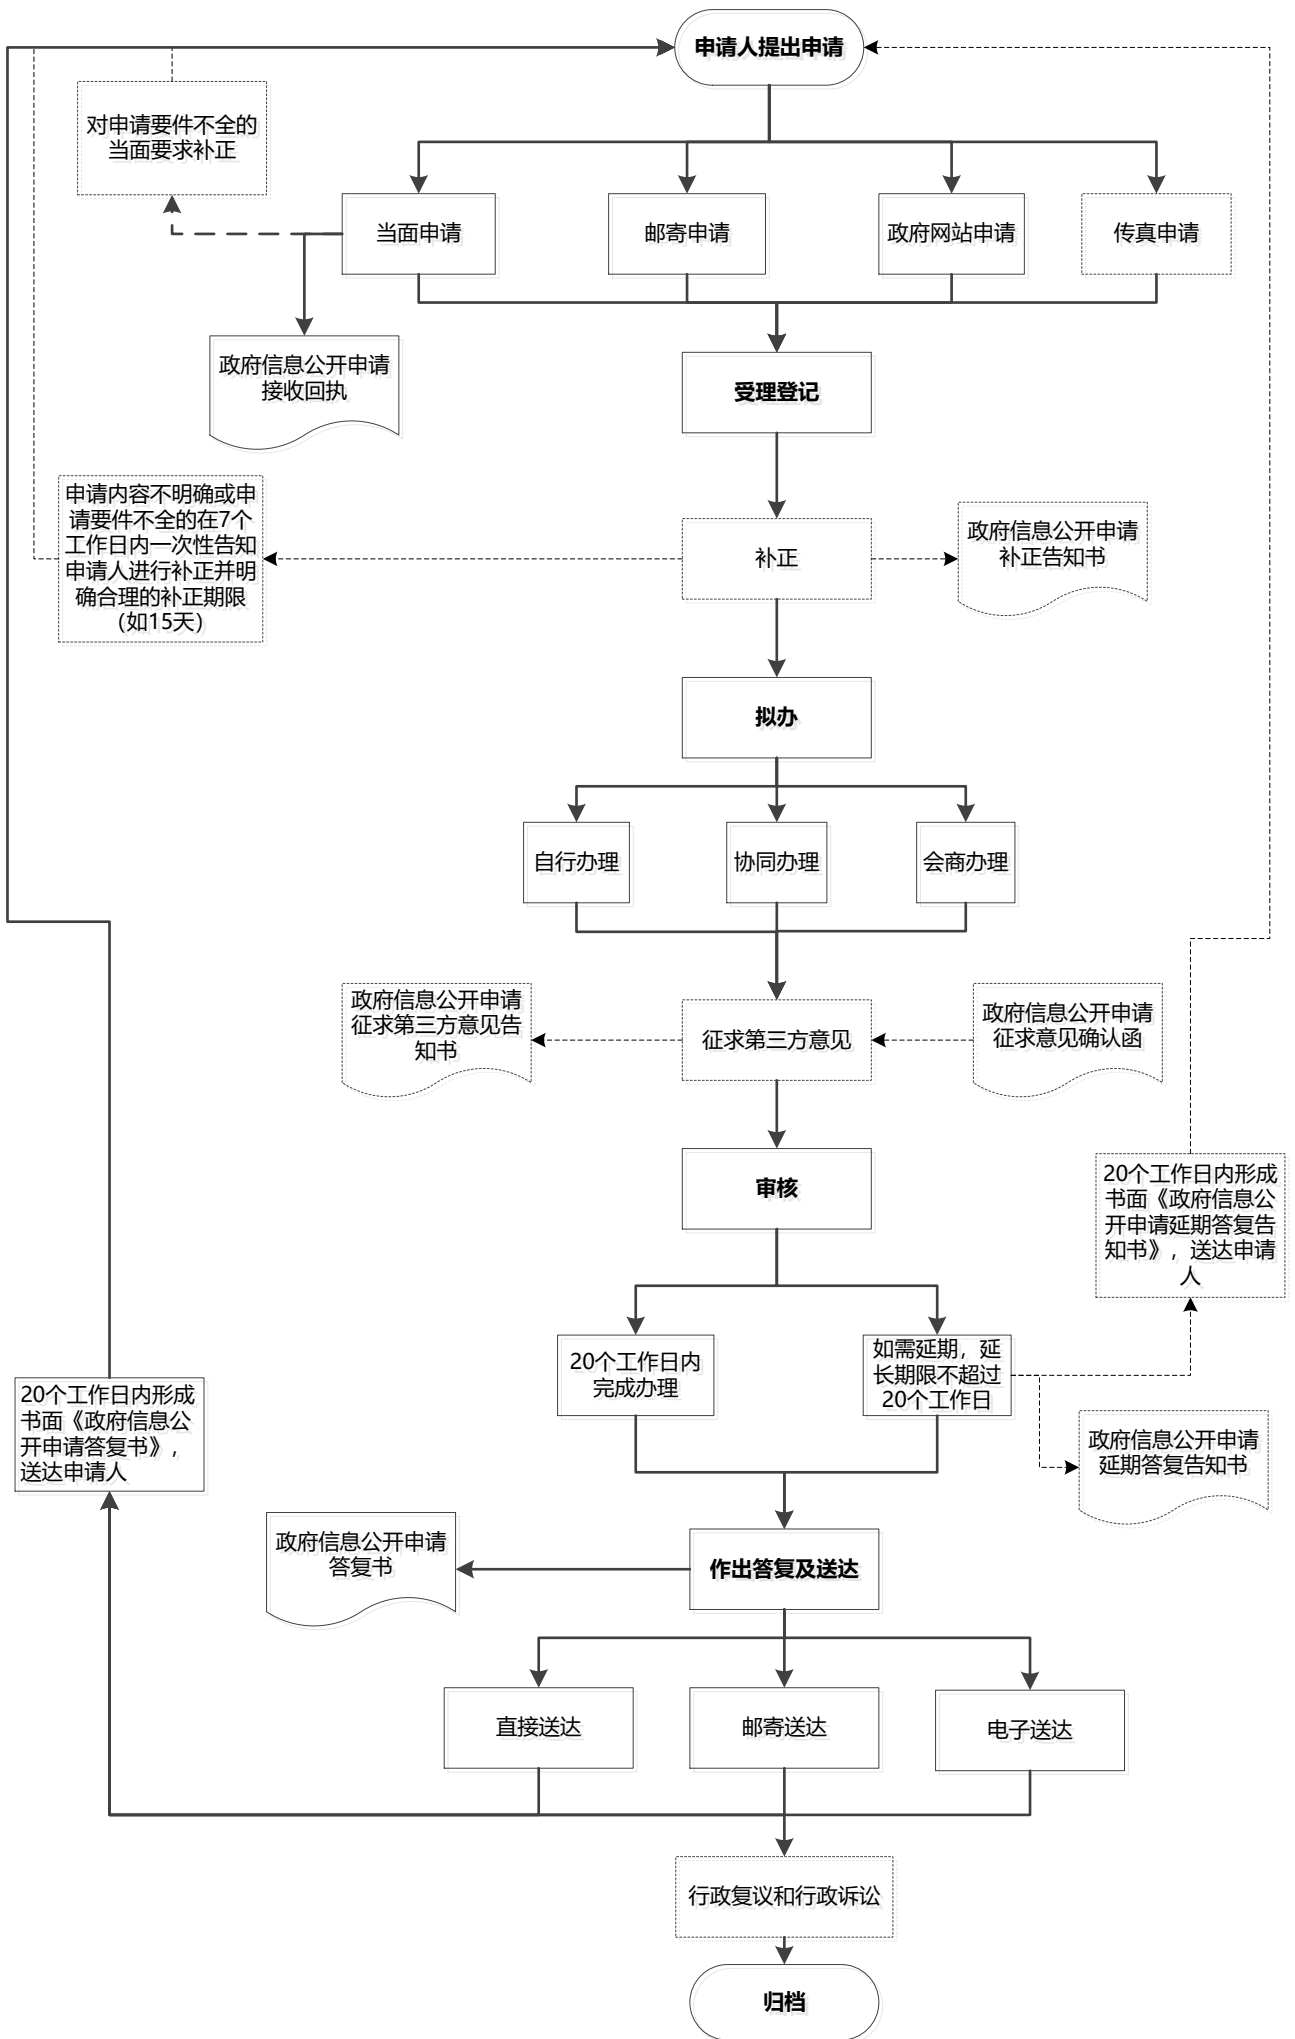 申请人提出申请
对申请要件不全的
当面要求补正
当面申请
邮寄申请
政府网站申请
传真申请
政府信息公开申请
接收回执
受理登记
申请内容不明确或申
请要件不全的在7个
工作日内一次性告知
申请人进行补正并明
确合理的补正期限
（如15天）
补正
政府信息公开申请
补正告知书
拟办
自行办理
协同办理
会商办理
政府信息公开申请
征求第三方意见告
知书
征求第三方意见
政府信息公开申请
征求意见确认函
审核
20个工作日内形成
书面《政府信息公
开申请延期答复告
知书》，送达申请
人
20个工作日内
完成办理
如需延期，延
长期限不超过
20个工作日
20个工作日内形成
书面《政府信息公
开申请答复书》，
送达申请人
政府信息公开申请
延期答复告知书
政府信息公开申请
答复书
作出答复及送达
直接送达
邮寄送达
电子送达
行政复议和行政诉讼
归档